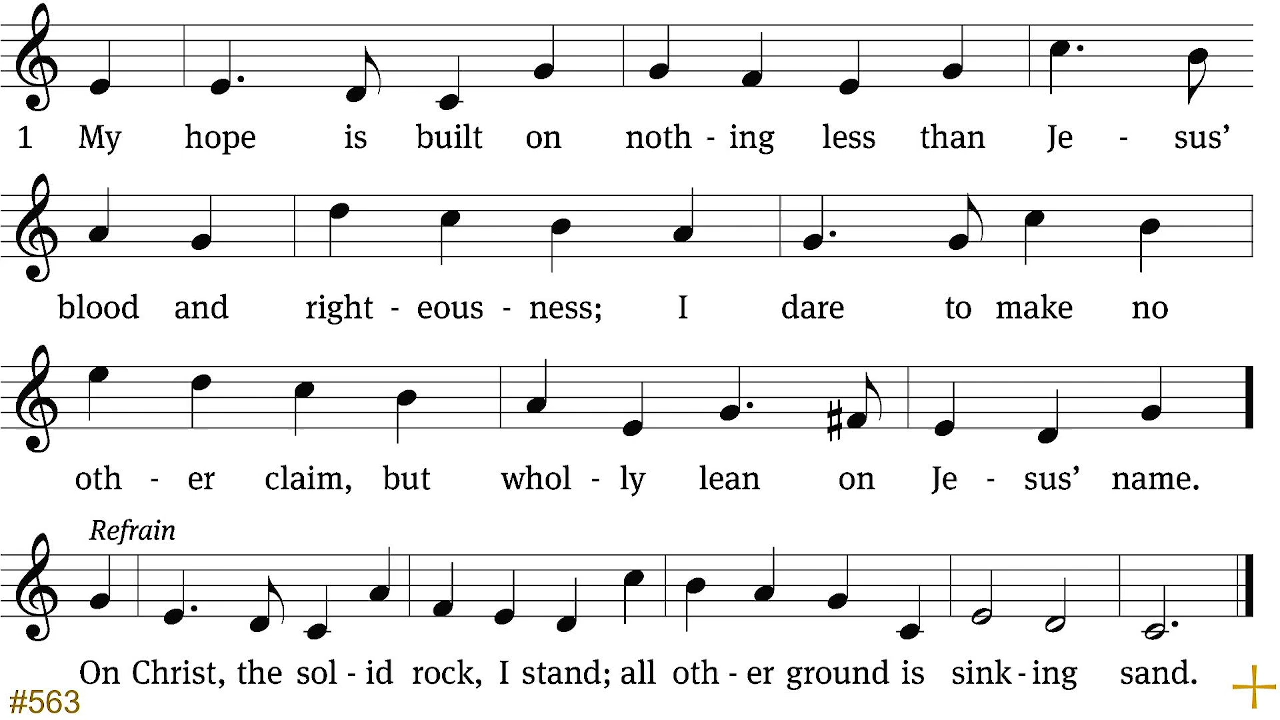 1 My hope is built on noth - ing less than Je - sus’
blood and right - eous - ness; I dare to make no
oth - er claim, but whol - ly lean on Je - sus’ name.
Refrain
On Christ, the sol - id rock, I stand; all oth - er ground is sink - ing sand.
#563